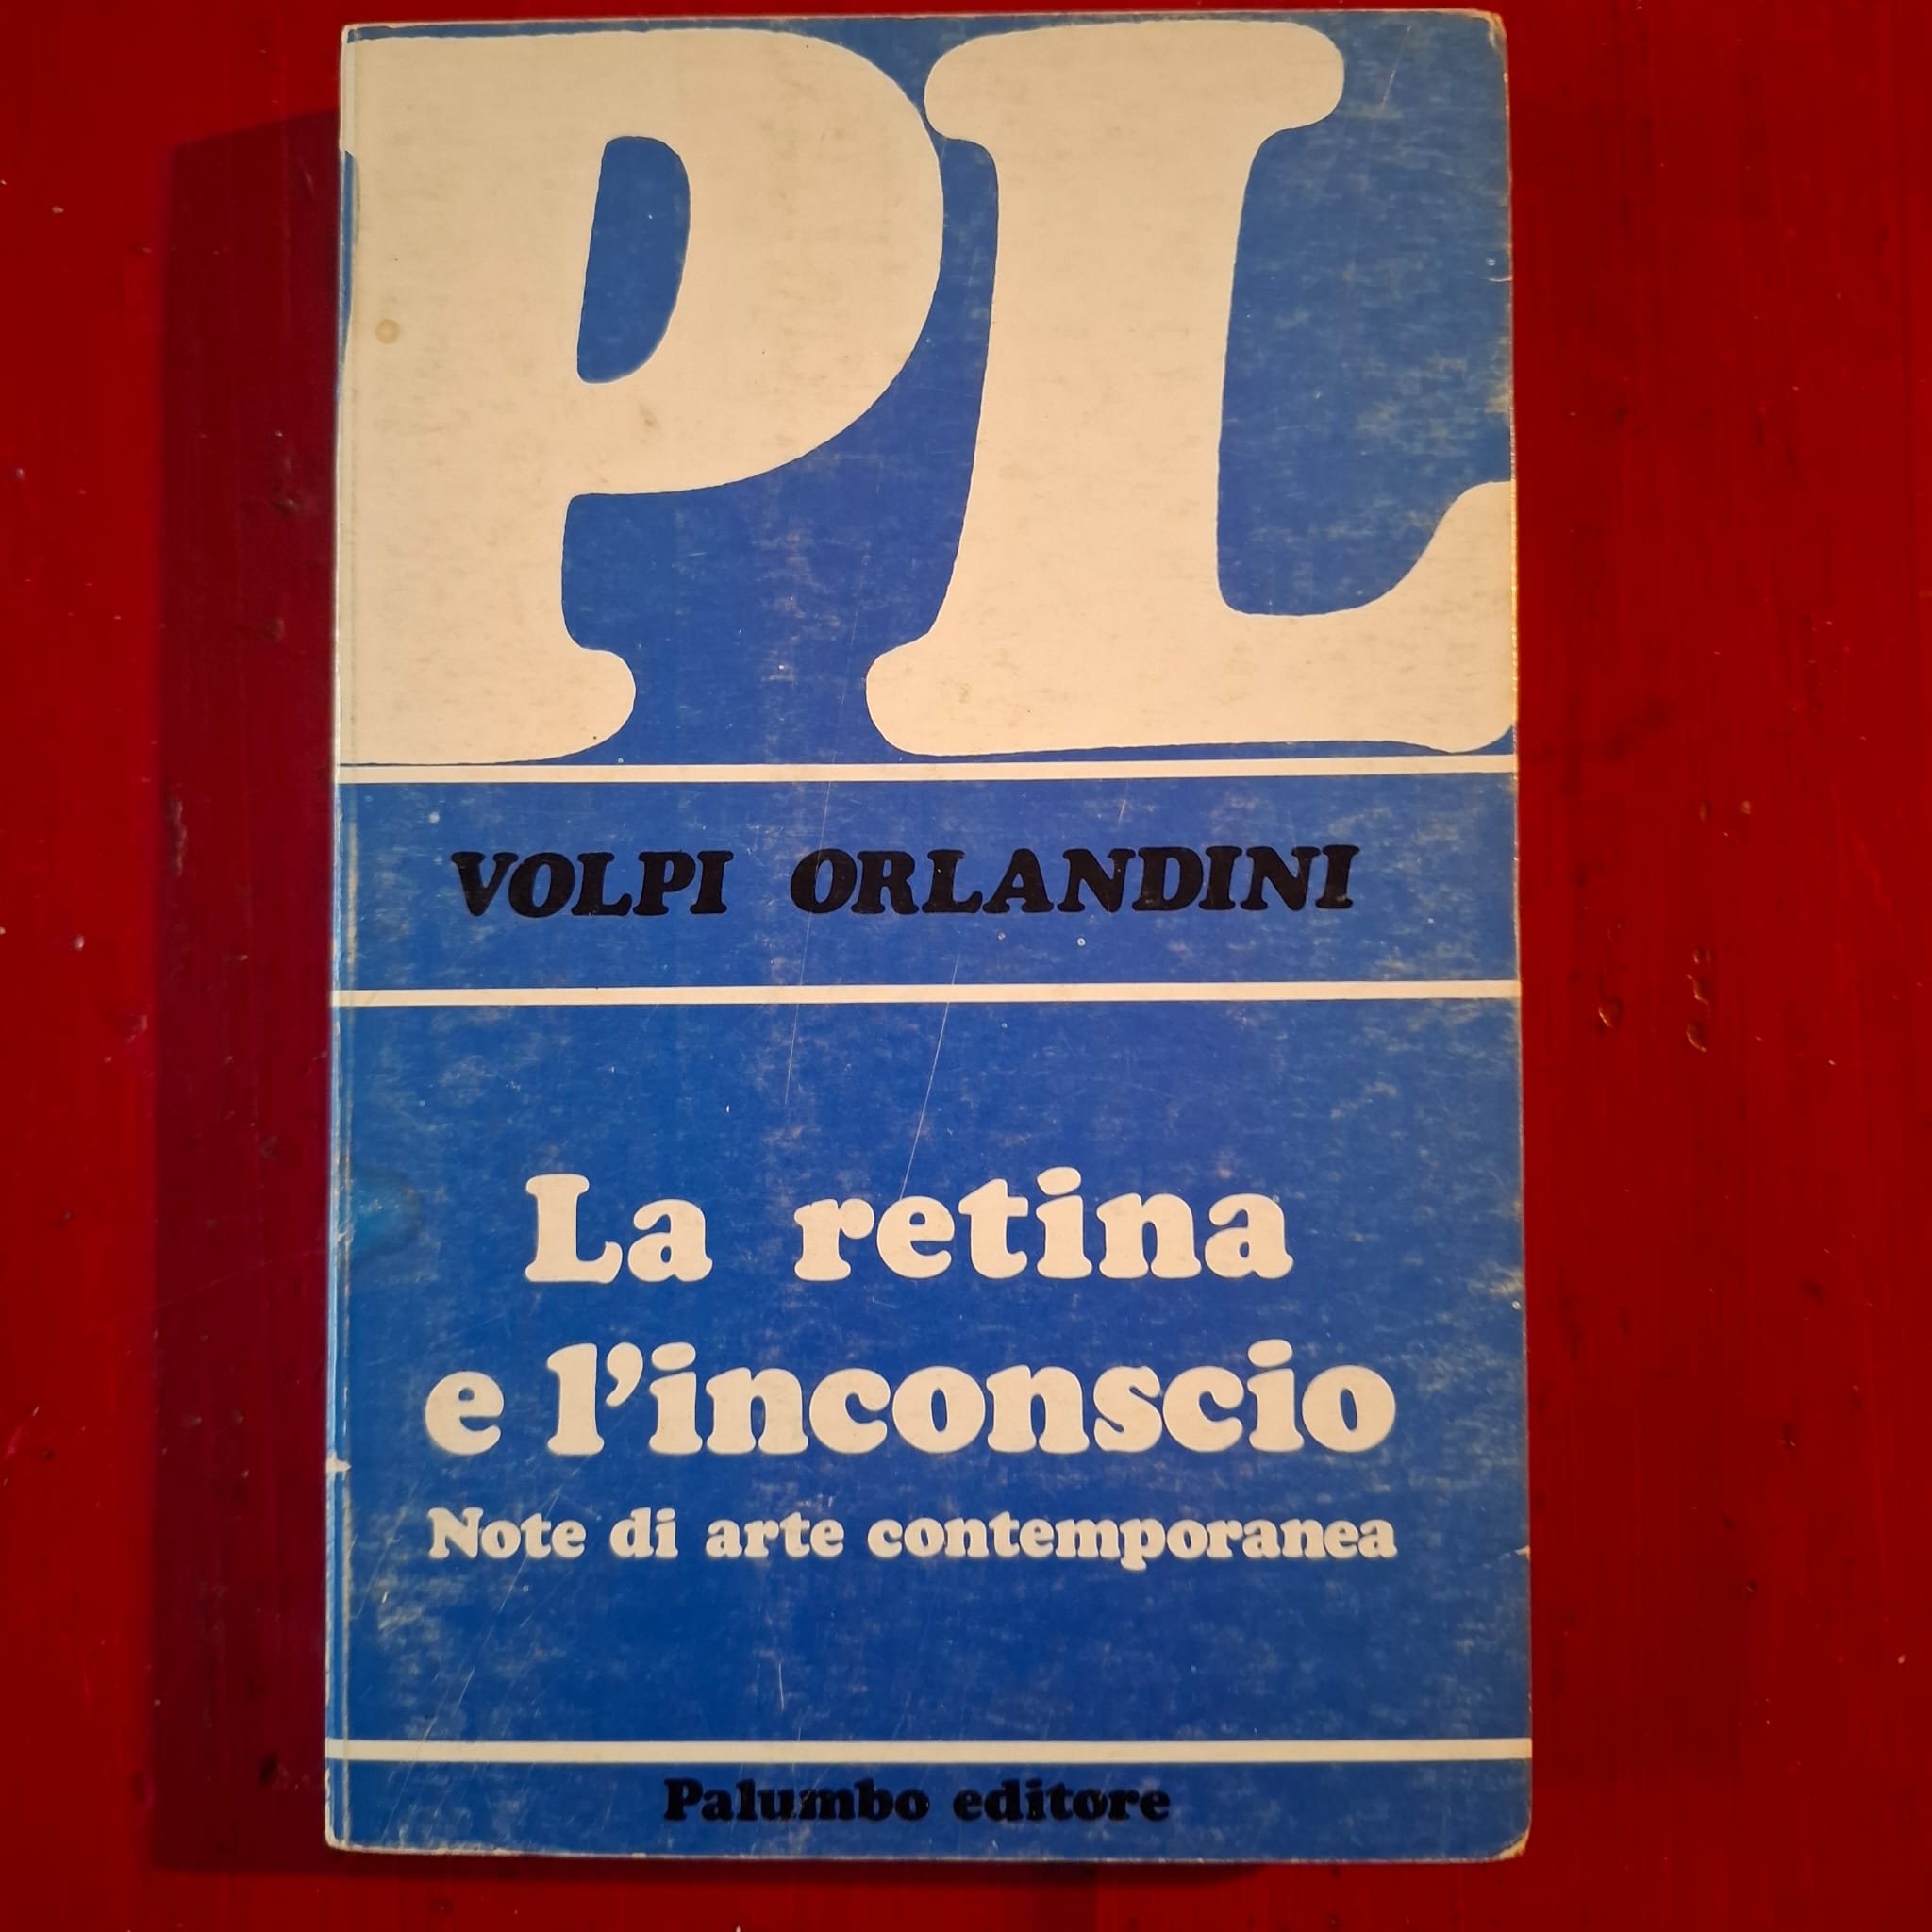 PL
VOLPI ORLANDINI
La retina
e l'inconscio
Note di arte contemporanea
Palumbo editore